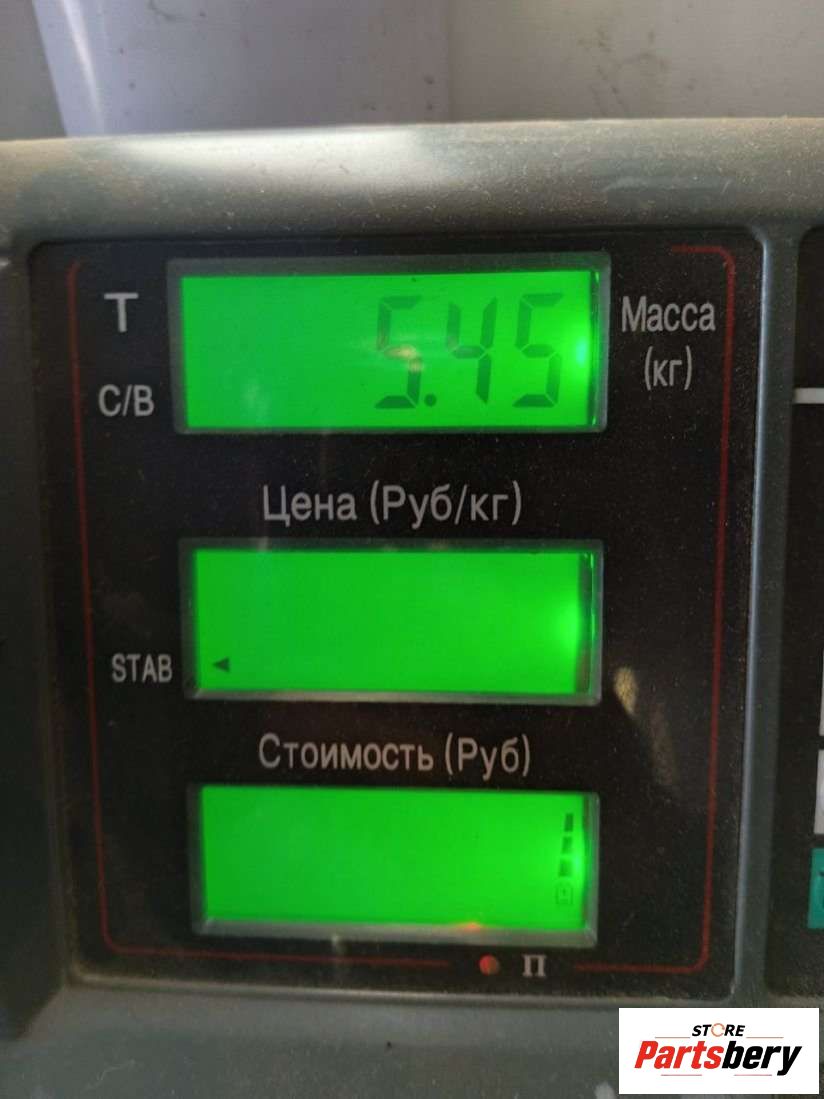 T
5.45
Масса
(кг)
С/В
Цена (Руб/кг)
STAB
Стоимость (Руб)
П
STORE
Partsbery